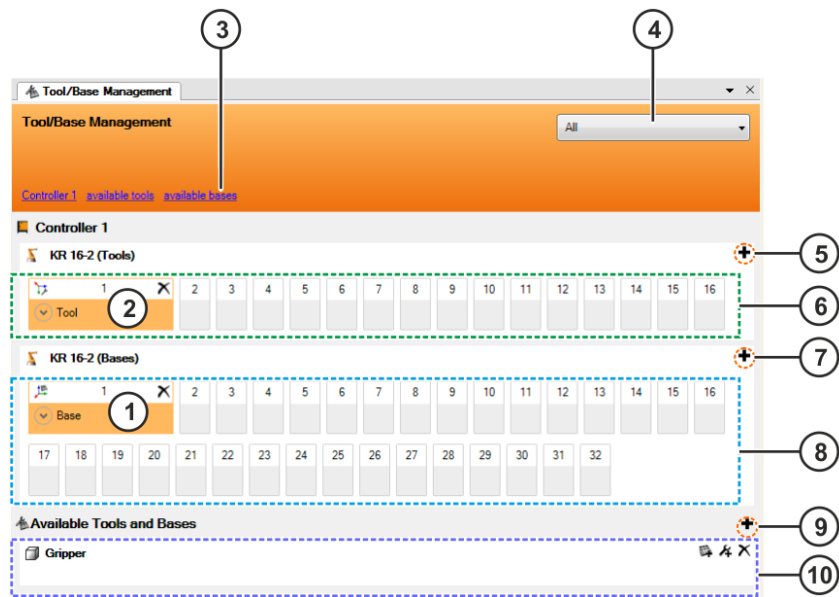 3 4
Tool/Base Management
Tool/Base Management
All
Controller 1 available tools available bases
Controller 1
KR 16-2 (Tools)
5
1 2 3 4 5 6 7 8 9 10 11 12 13 14 15 16
Tool
2
6
KR 16-2 (Bases)
7
1 2 3 4 5 6 7 8 9 10 11 12 13 14 15 16
Base
1
17 18 19 20 21 22 23 24 25 26 27 28 29 30 31 32
8
Available Tools and Bases
9
Gripper
10